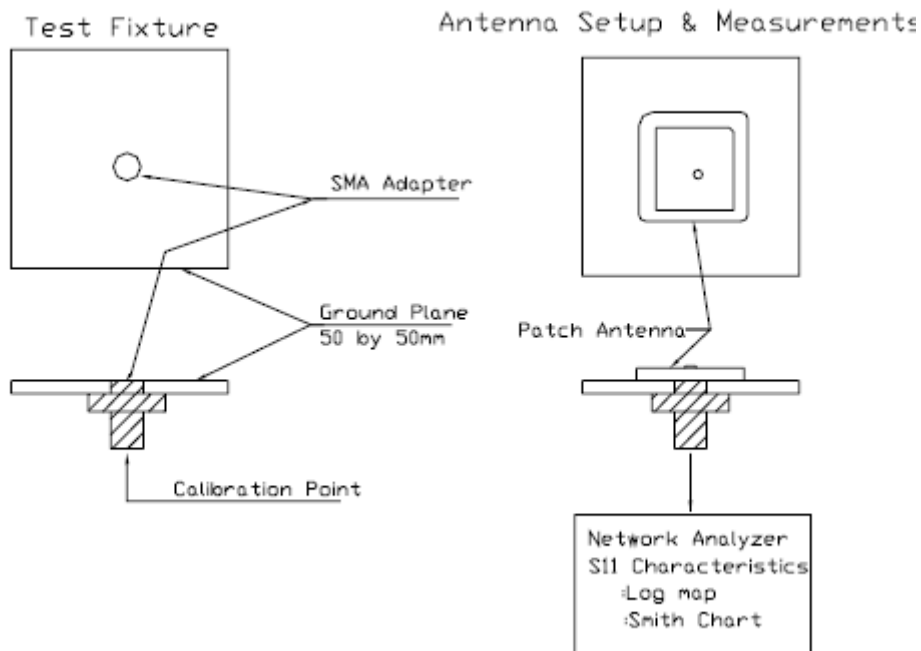 Test Fixture
Antenna Setup & Measurements
SMA Adapter
Ground Plane
50 by 50mm
Patch Antenna
Calibration Point
Network Analyzer
S11 Characteristics
:Log map
:Smith Chart